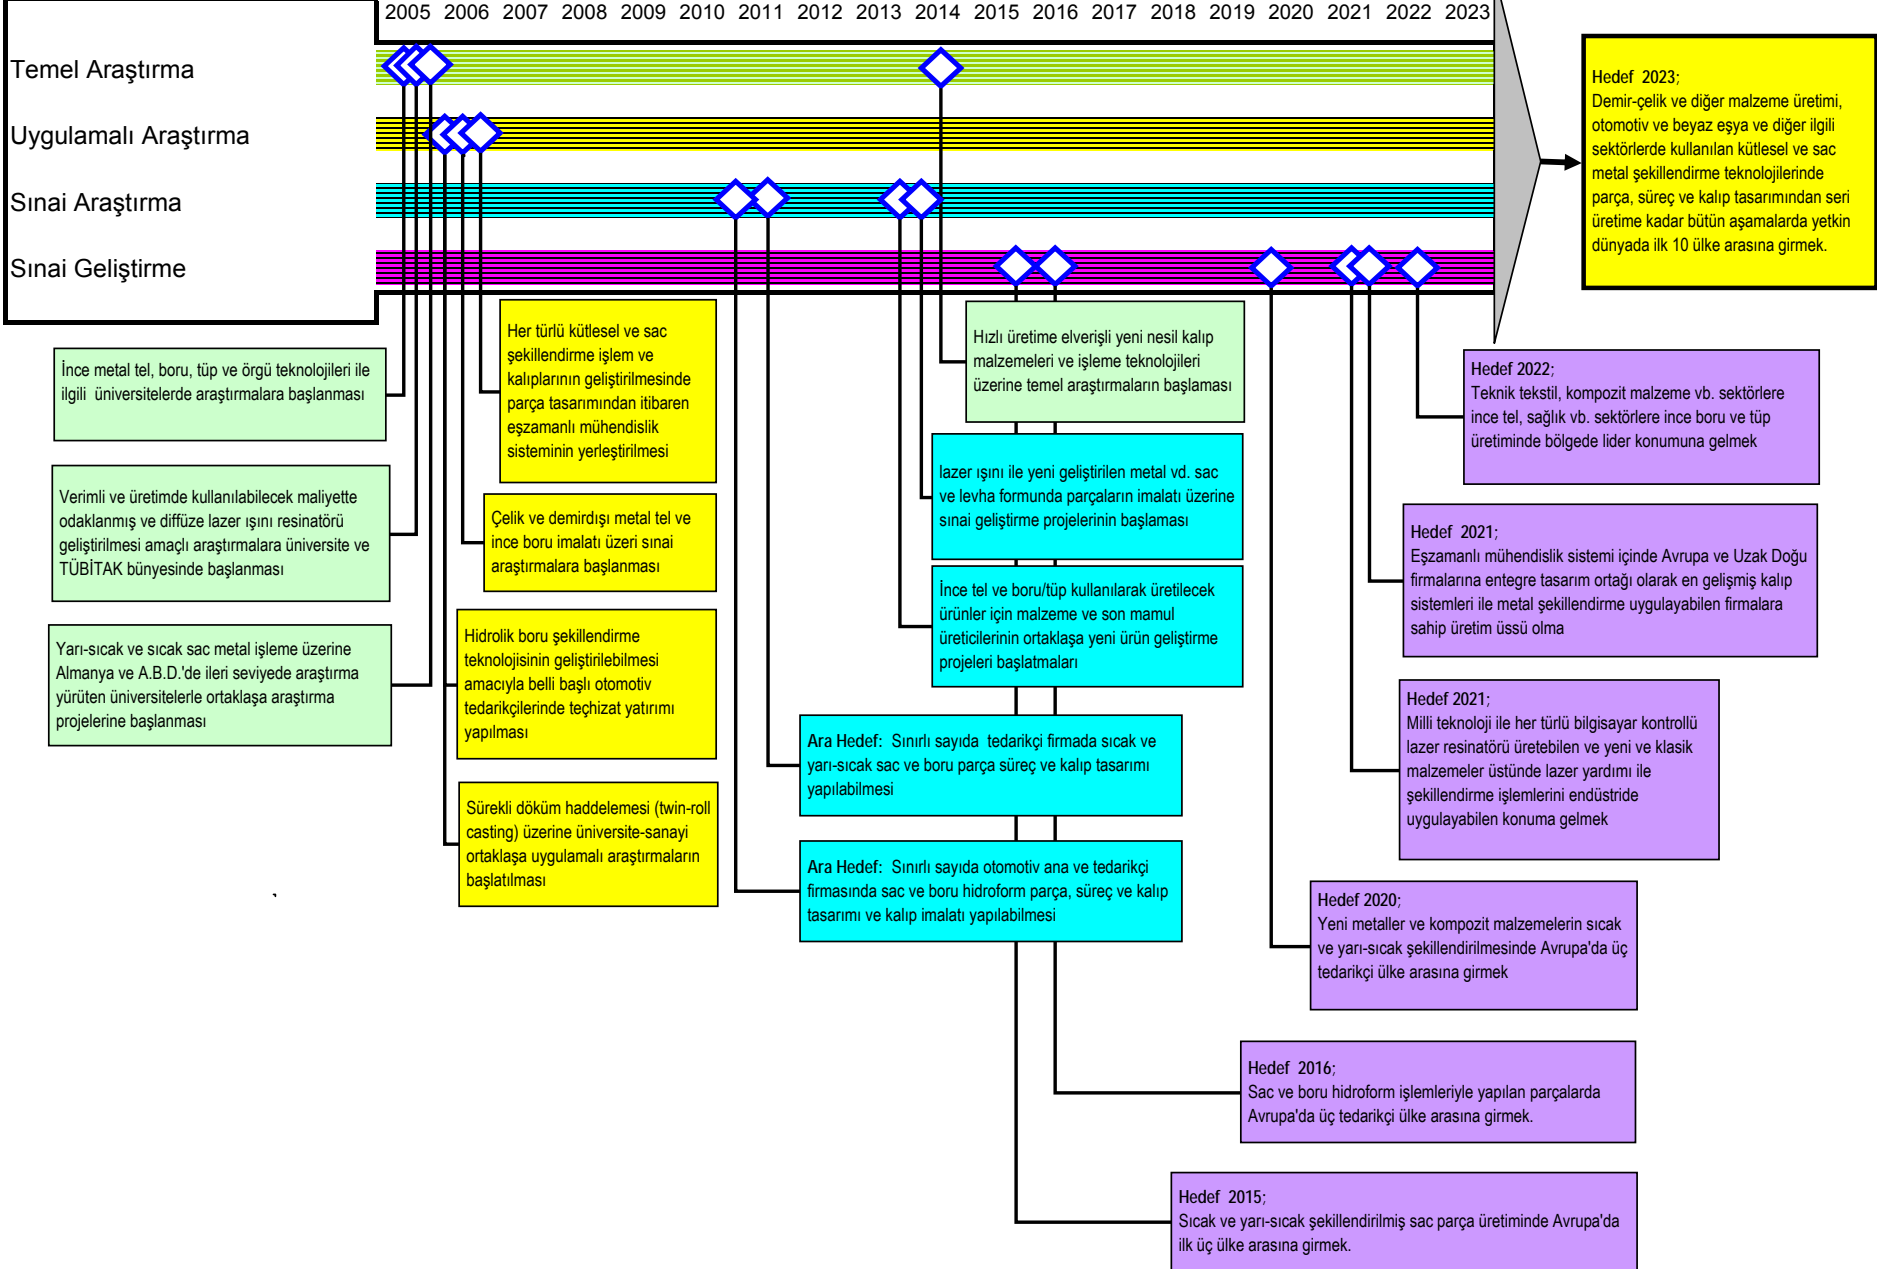 2005 2006 2007 2008 2009 2010 2011 2012 2013 2014 2015 2016 2017 2018 2019 2020 2021 2022 2023
Temel Araştırma
Uygulamalı Araştırma
Sınai Araştırma
Sınai Geliştirme
Hedef 2023;
Demir-çelik ve diğer malzeme üretimi,
otomotiv ve beyaz eşya ve diğer ilgili
sektörlerde kullanılan kütlesel ve sac
metal şekillendirme teknolojilerinde
parça, süreç ve kalıp tasarımından seri
üretime kadar bütün aşamalarda yetkin
dünyada ilk 10 ülke arasına girmek.
İnce metal tel, boru, tüp ve örgü teknolojileri ile
ilgili üniversitelerde araştırmalara başlanması
Verimli ve üretimde kullanılabilecek maliyette
odaklanmış ve diffüze lazer ışını resinatörü
geliştirilmesi amaçlı araştırmalara üniversite ve
TÜBİTAK bünyesinde başlanması
Yarı-sıcak ve sıcak sac metal işleme üzerine
Almanya ve A.B.D.'de ileri seviyede araştırma
yürüten üniversitelerle ortaklaşa araştırma
projelerine başlanması
Her türlü kütlesel ve sac
şekillendirme işlem ve
kalıplarının geliştirilmesinde
parça tasarımından itibaren
eşzamanlı mühendislik
sisteminin yerleştirilmesi
Çelik ve demirdışı metal tel ve
ince boru imalatı üzeri sınai
araştırmalara başlanması
Hidrolik boru şekillendirme
teknolojisinin geliştirilebilmesi
amacıyla belli başlı otomotiv
tedarikçilerinde teçhizat yatırımı
yapılması
Sürekli döküm haddelemesi (twin-roll
casting) üzerine üniversite-sanayi
ortaklaşa uygulamalı araştırmaların
başlatılması
Hızlı üretime elverişli yeni nesil kalıp
malzemeleri ve işleme teknolojileri
üzerine temel araştırmaların başlaması
lazer ışını ile yeni geliştirilen metal vd. sac
ve levha formunda parçaların imalatı üzerine
sınai geliştirme projelerinin başlaması
İnce tel ve boru/tüp kullanılarak üretilecek
ürünler için malzeme ve son mamul
üreticilerinin ortaklaşa yeni ürün geliştirme
projeleri başlatmaları
Ara Hedef: Sınırlı sayıda tedarikçi firmada sıcak ve
yarı-sıcak sac ve boru parça süreç ve kalıp tasarımı
yapılabilmesi
Ara Hedef: Sınırlı sayıda otomotiv ana ve tedarikçi
firmasında sac ve boru hidroform parça, süreç ve kalıp
tasarımı ve kalıp imalatı yapılabilmesi
Hedef 2022;
Teknik tekstil, kompozit malzeme vb. sektörlere
ince tel, sağlık vb. sektörlere ince boru ve tüp
üretiminde bölgede lider konumuna gelmek
Hedef 2021;
Eşzamanlı mühendislik sistemi içinde Avrupa ve Uzak Doğu
firmalarına entegre tasarım ortağı olarak en gelişmiş kalıp
sistemleri ile metal şekillendirme uygulayabilen firmalara
sahip üretim üssü olma
Hedef 2021;
Milli teknoloji ile her türlü bilgisayar kontrollü
lazer resinatörü üretebilen ve yeni ve klasik
malzemeler üstünde lazer yardımı ile
şekillendirme işlemlerini endüstride
uygulayabilen konuma gelmek
Hedef 2020;
Yeni metaller ve kompozit malzemelerin sıcak
ve yarı-sıcak şekillendirilmesinde Avrupa'da üç
tedarikçi ülke arasına girmek
Hedef 2016;
Sac ve boru hidroform işlemleriyle yapılan parçalarda
Avrupa'da üç tedarikçi ülke arasına girmek.
Hedef 2015;
Sıcak ve yarı-sıcak şekillendirilmiş sac parça üretiminde Avrupa'da
ilk üç ülke arasına girmek.